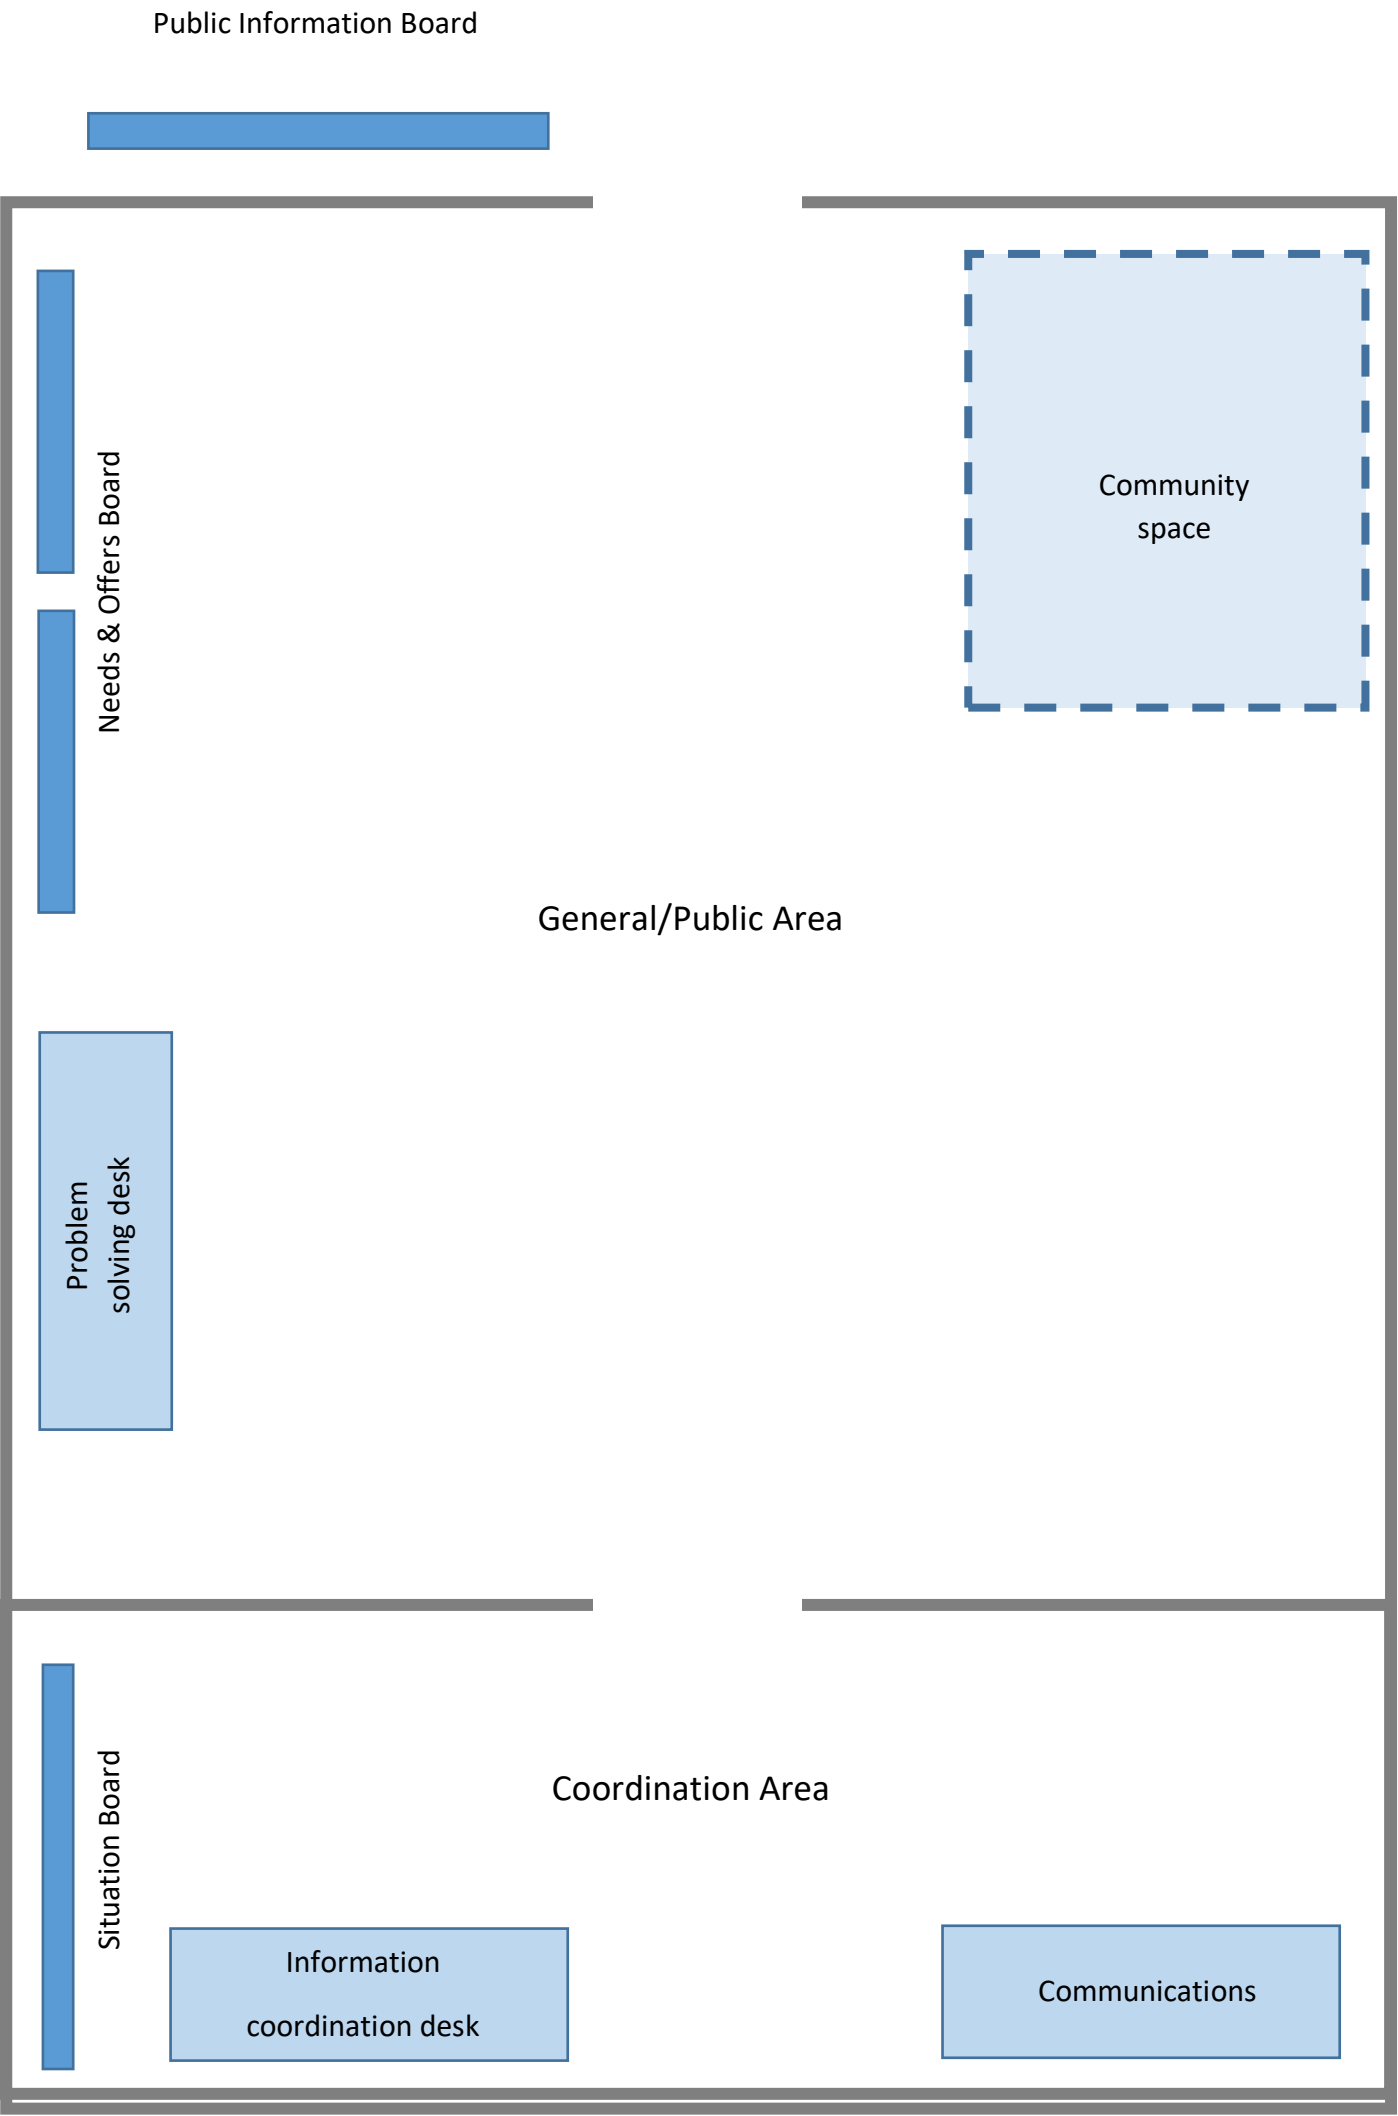 Public Information Board
Needs & Offers Board
Community
space
General/Public Area
Problem
solving desk
Situation Board
Coordination Area
Information
coordination desk
Communications